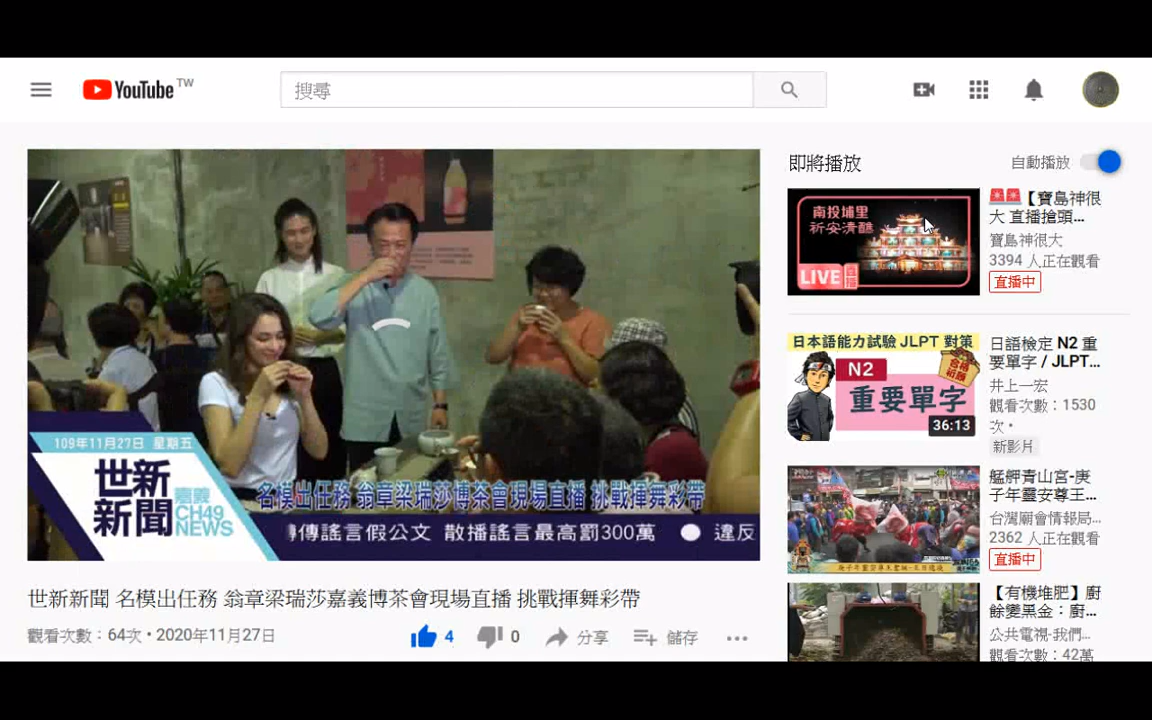 YouTube TW
搜尋
109年11月27日 星期五
世新
新聞
嘉義
CH49
NEWS
名模出任務 翁章梁瑞莎博茶會現場直播 挑戰揮舞彩帶
傳謠言假公文 散播謠言最高罰300萬 違反
世新新聞 名模出任務 翁章梁瑞莎嘉義博茶會現場直播 挑戰揮舞彩帶
觀看次數：64次 • 2020年11月27日
4
0
分享
儲存
即將播放
自動播放
南投埔里
祈安清醮
LIVE
【寶島神很
大 直播搶頭...
寶島神很大
3394 人正在觀看
直播中
日本語能力試験 JLPT 對策
N2
合格
祈願
重要單字
36:13
日語檢定 N2 重
要單字 / JLPT...
井上一宏
觀看次數：1530
次 •
新影片
艋舺青山宮-庚
子年靈安尊王...
台灣廟會情報局...
2362 人正在觀看
直播中
【有機堆肥】廚
餘變黑金：廚...
公共電視-我們...
觀看次數：42萬